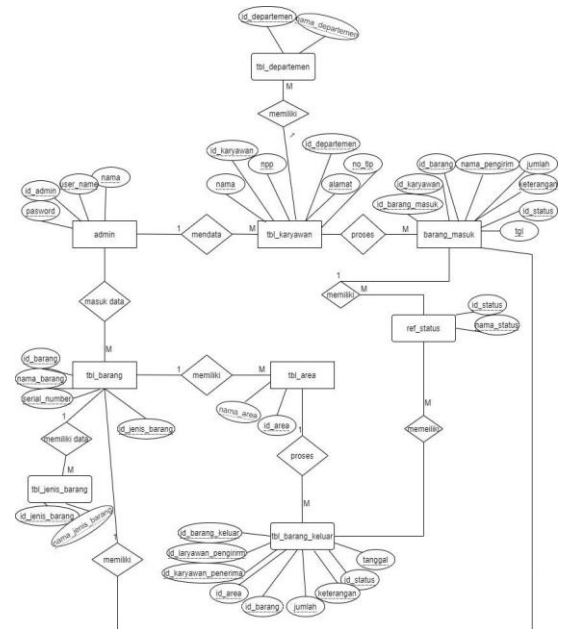 id_departemen
nama_departemen
tbl_departemen
M
memiliki
id_departemen
id_karyawan
npp
no_tlp
nama
alamat
id_barang
nama_pengirim
jumlah
id_karyawan
keterangan
id_barang_masuk
id_status
tgl
nama
user_name
id_admin
pasword
admin
1
mendata
M
tbl_karyawan
proses
M
barang_masuk
masuk data
1
memiliki
M
id_status
ref_status
nama_status
M
id_barang
nama_barang
serial_number
tbl_barang
1
memiliki
M
tbl_area
nama_area
id_area
id_jenis_barang
1
memiliki data
M
tbl_jenis_barang
id_jenis_barang
nama_jenis_barang
1
proses
M
M
memeiliki
1
memiliki
id_barang_keluar
tbl_barang_keluar
id_laryawan_pengirim
tanggal
id_karyawan_penerima
id_status
id_area
keterangan
id_barang
jumlah